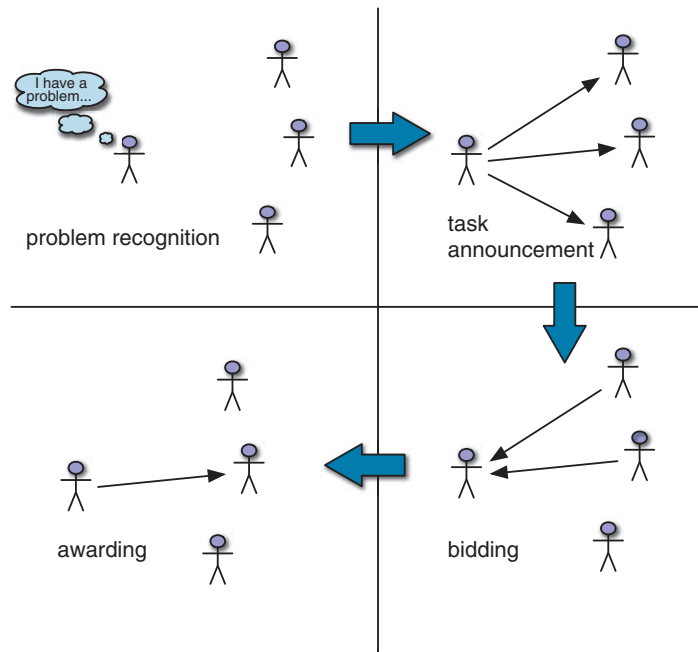 I have a
problem...
problem recognition
task
announcement
awarding
bidding